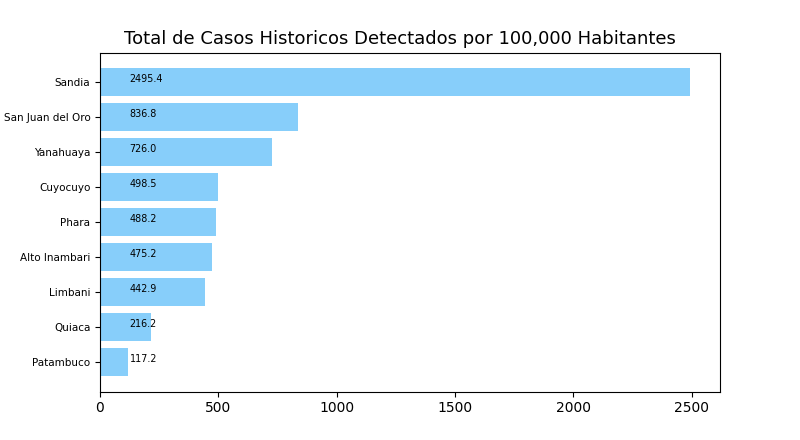 Total de Casos Historicos Detectados por 100,000 Habitantes
Sandia 2495.4
San Juan del Oro 836.8
Yanahuaya 726.0
Cuyocuyo 498.5
Phara 488.2
Alto Inambari 475.2
Limbani 442.9
Quiaca 216.2
Patambuco 117.2
0 500 1000 1500 2000 2500